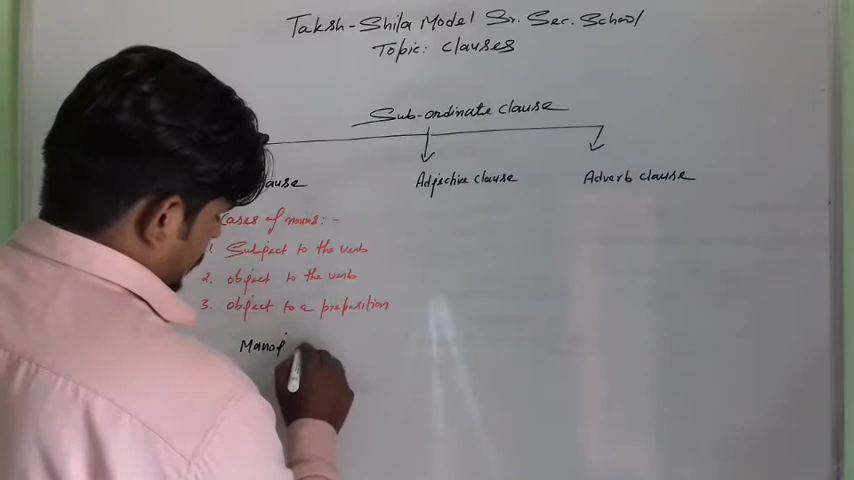 Taksh-Shila Model Sr. Sec. School
Topic: Clauses
Sub-ordinate clause
Adjective clause Adverb clause
Cases of nouns:-
1. Subject to the verb
2. object to the verb
3. object to a preposition
Manoj